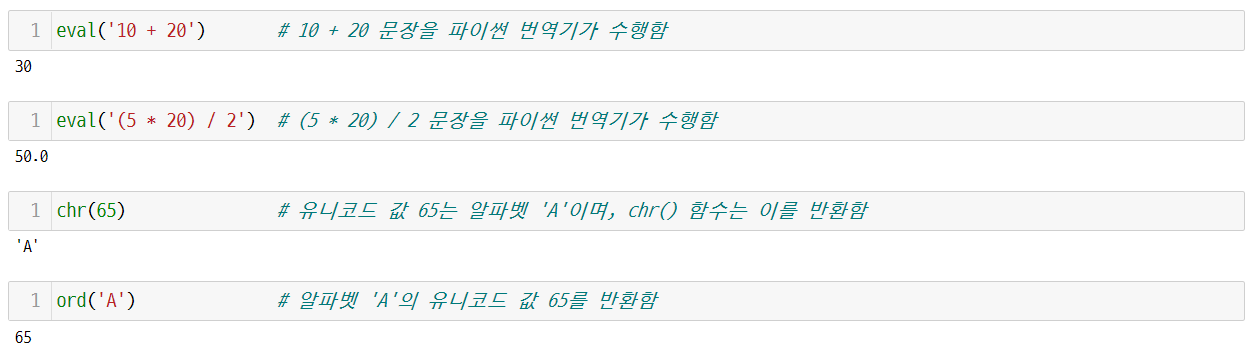 1 eval('10 + 20') # 10 + 20 문장을 파이썬 번역기가 수행함
30
1 eval('(5 * 20) / 2') # (5 * 20) / 2 문장을 파이썬 번역기가 수행함
50.0
1 chr(65) # 유니코드 값 65는 알파벳 'A'이며, chr() 함수는 이를 반환함
'A'
1 ord('A') # 알파벳 'A'의 유니코드 값 65를 반환함
65